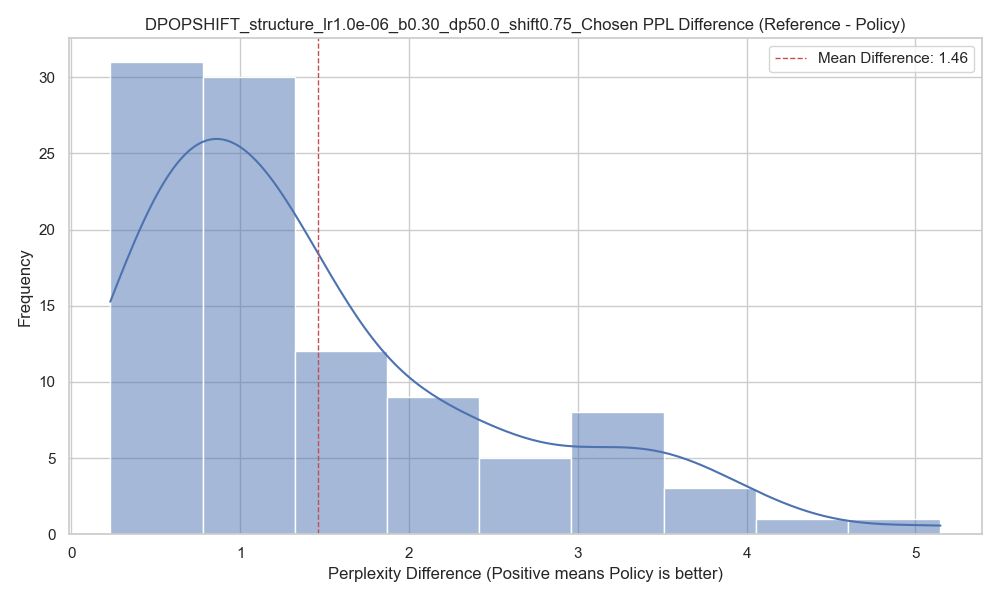 DPOPSHIFT_structure_lr1.0e-06_b0.30_dp50.0_shift0.75_Chosen PPL Difference (Reference - Policy)
Mean Difference: 1.46
Frequency
30
25
20
15
10
5
0
0 1 2 3 4 5
Perplexity Difference (Positive means Policy is better)